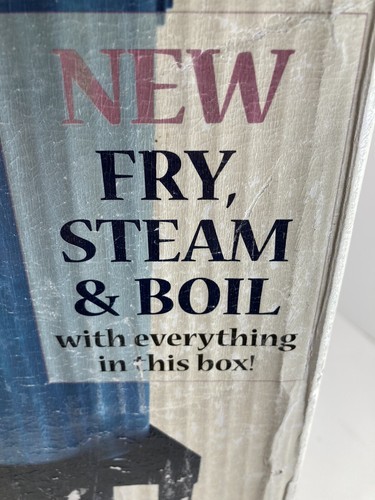 NEW
FRY,
STEAM
& BOIL
with everything
in this box!